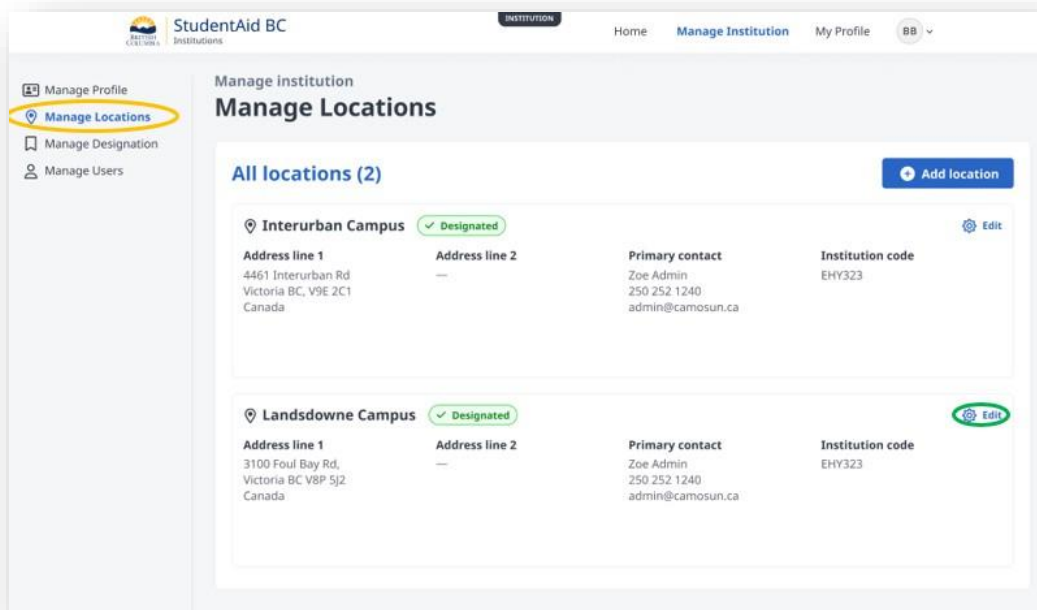 BRITISH
COLUMBIA
StudentAid BC
Institutions
INSTITUTION
Home
Manage Institution
My Profile
BB
Manage Profile
Manage Locations
Manage Designation
Manage Users
Manage institution
Manage Locations
All locations (2)
Add location
Interurban Campus
Designated
Edit
Address line 1
4461 Interurban Rd
Victoria BC, V9E 2C1
Canada
Address line 2
—
Primary contact
Zoe Admin
250 252 1240
admin@camosun.ca
Institution code
EHY323
Landsdowne Campus
Designated
Edit
Address line 1
3100 Foul Bay Rd,
Victoria BC V8P 5J2
Canada
Address line 2
—
Primary contact
Zoe Admin
250 252 1240
admin@camosun.ca
Institution code
EHY323